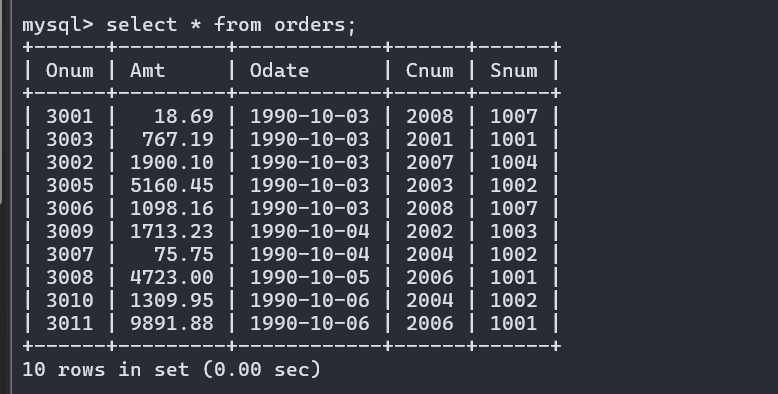 mysql> select * from orders;
+------+---------+------------+------+------+
| Onum | Amt     | Odate      | Cnum | Snum |
+------+---------+------------+------+------+
| 3001 |   18.69 | 1990-10-03 | 2008 | 1007 |
| 3003 |  767.19 | 1990-10-03 | 2001 | 1001 |
| 3002 | 1900.10 | 1990-10-03 | 2007 | 1004 |
| 3005 | 5160.45 | 1990-10-03 | 2003 | 1002 |
| 3006 | 1098.16 | 1990-10-03 | 2008 | 1007 |
| 3009 | 1713.23 | 1990-10-04 | 2002 | 1003 |
| 3007 |   75.75 | 1990-10-04 | 2004 | 1002 |
| 3008 | 4723.00 | 1990-10-05 | 2006 | 1001 |
| 3010 | 1309.95 | 1990-10-06 | 2004 | 1002 |
| 3011 | 9891.88 | 1990-10-06 | 2006 | 1001 |
+------+---------+------------+------+------+
10 rows in set (0.00 sec)